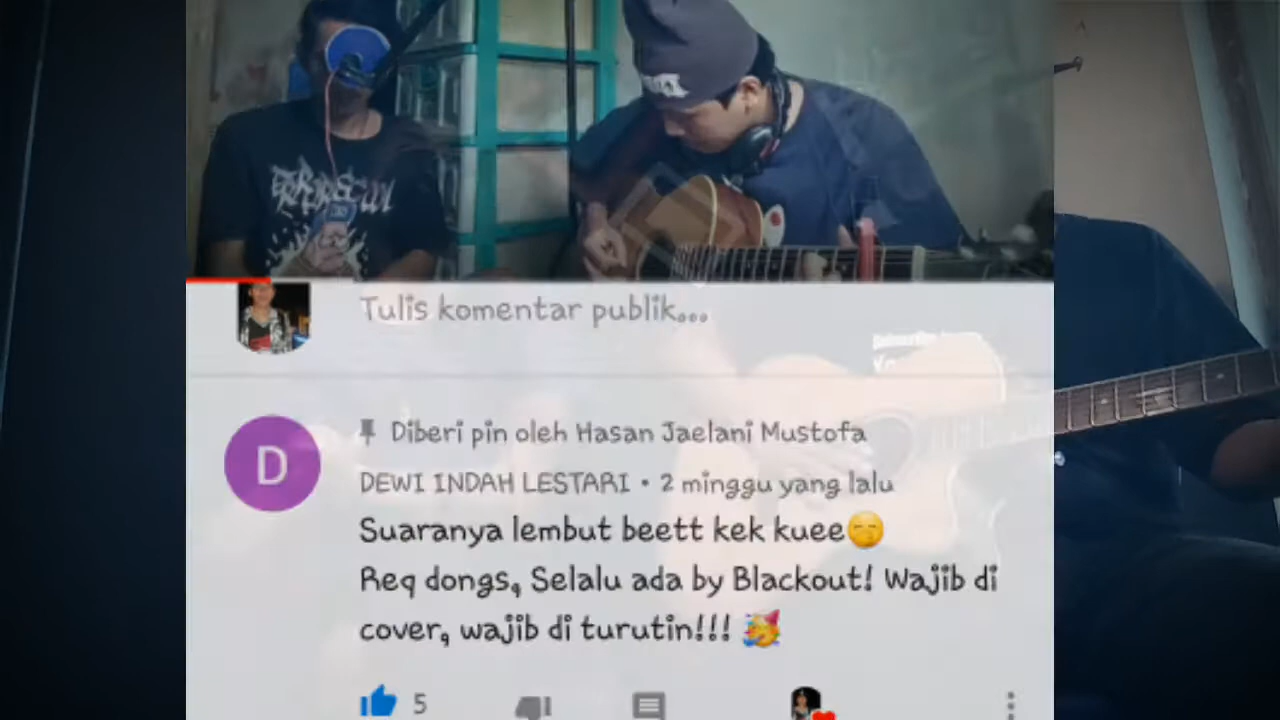 Tulis komentar publik...
D
Diberi pin oleh Hasan Jaelani Mustofa
DEWI INDAH LESTARI • 2 minggu yang lalu
Suaranya lembut beett kek kuee😙
Req dongs, Selalu ada by Blackout! Wajib di
cover, wajib di turutin!!! 🥳
5